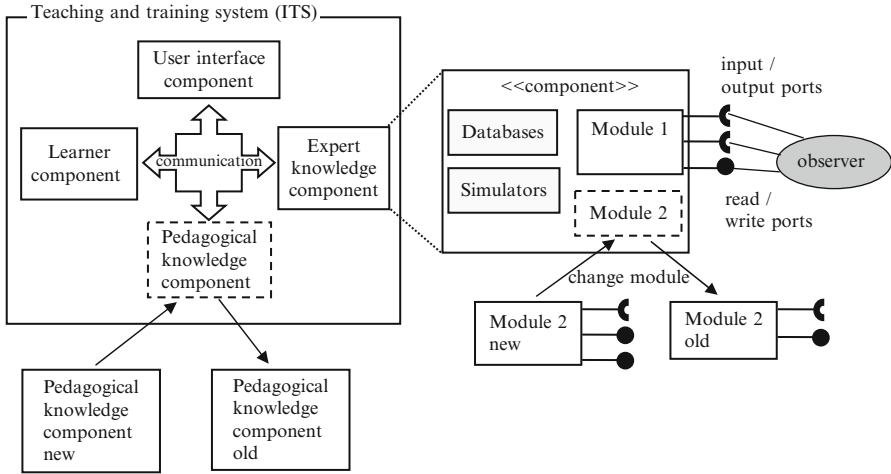 Teaching and training system (ITS)
User interface
component
Learner
component
communication
Expert
knowledge
component
Pedagogical
knowledge
component
Pedagogical
knowledge
component
new
Pedagogical
knowledge
component
old
<<component>>
Databases
Simulators
Module 1
Module 2
input /
output ports
observer
read /
write ports
change module
Module 2
new
Module 2
old